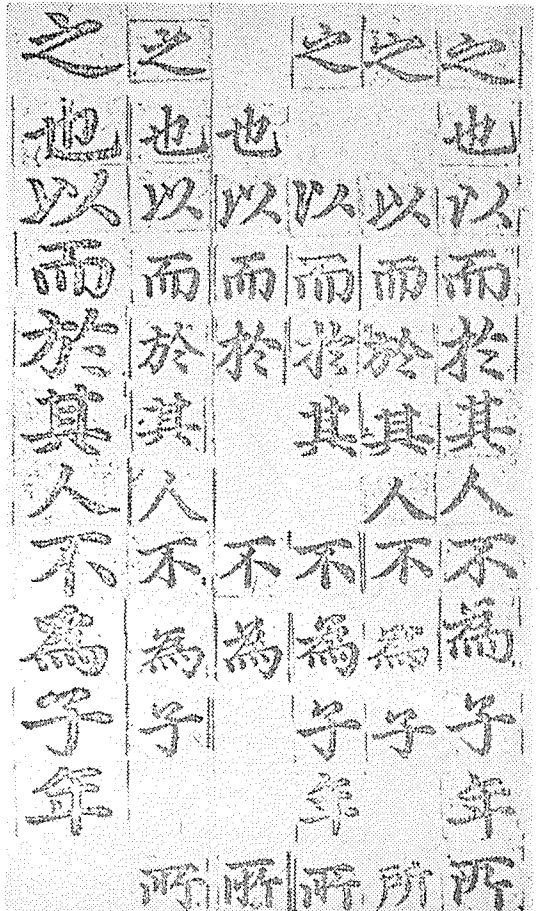 之之之之之
也也也也
以以以以以以
而而而而而而
於於於於於於
其其其其其
人人人人
不不不不不不
爲為為為為為
子子子子子
年年年
所所所所所